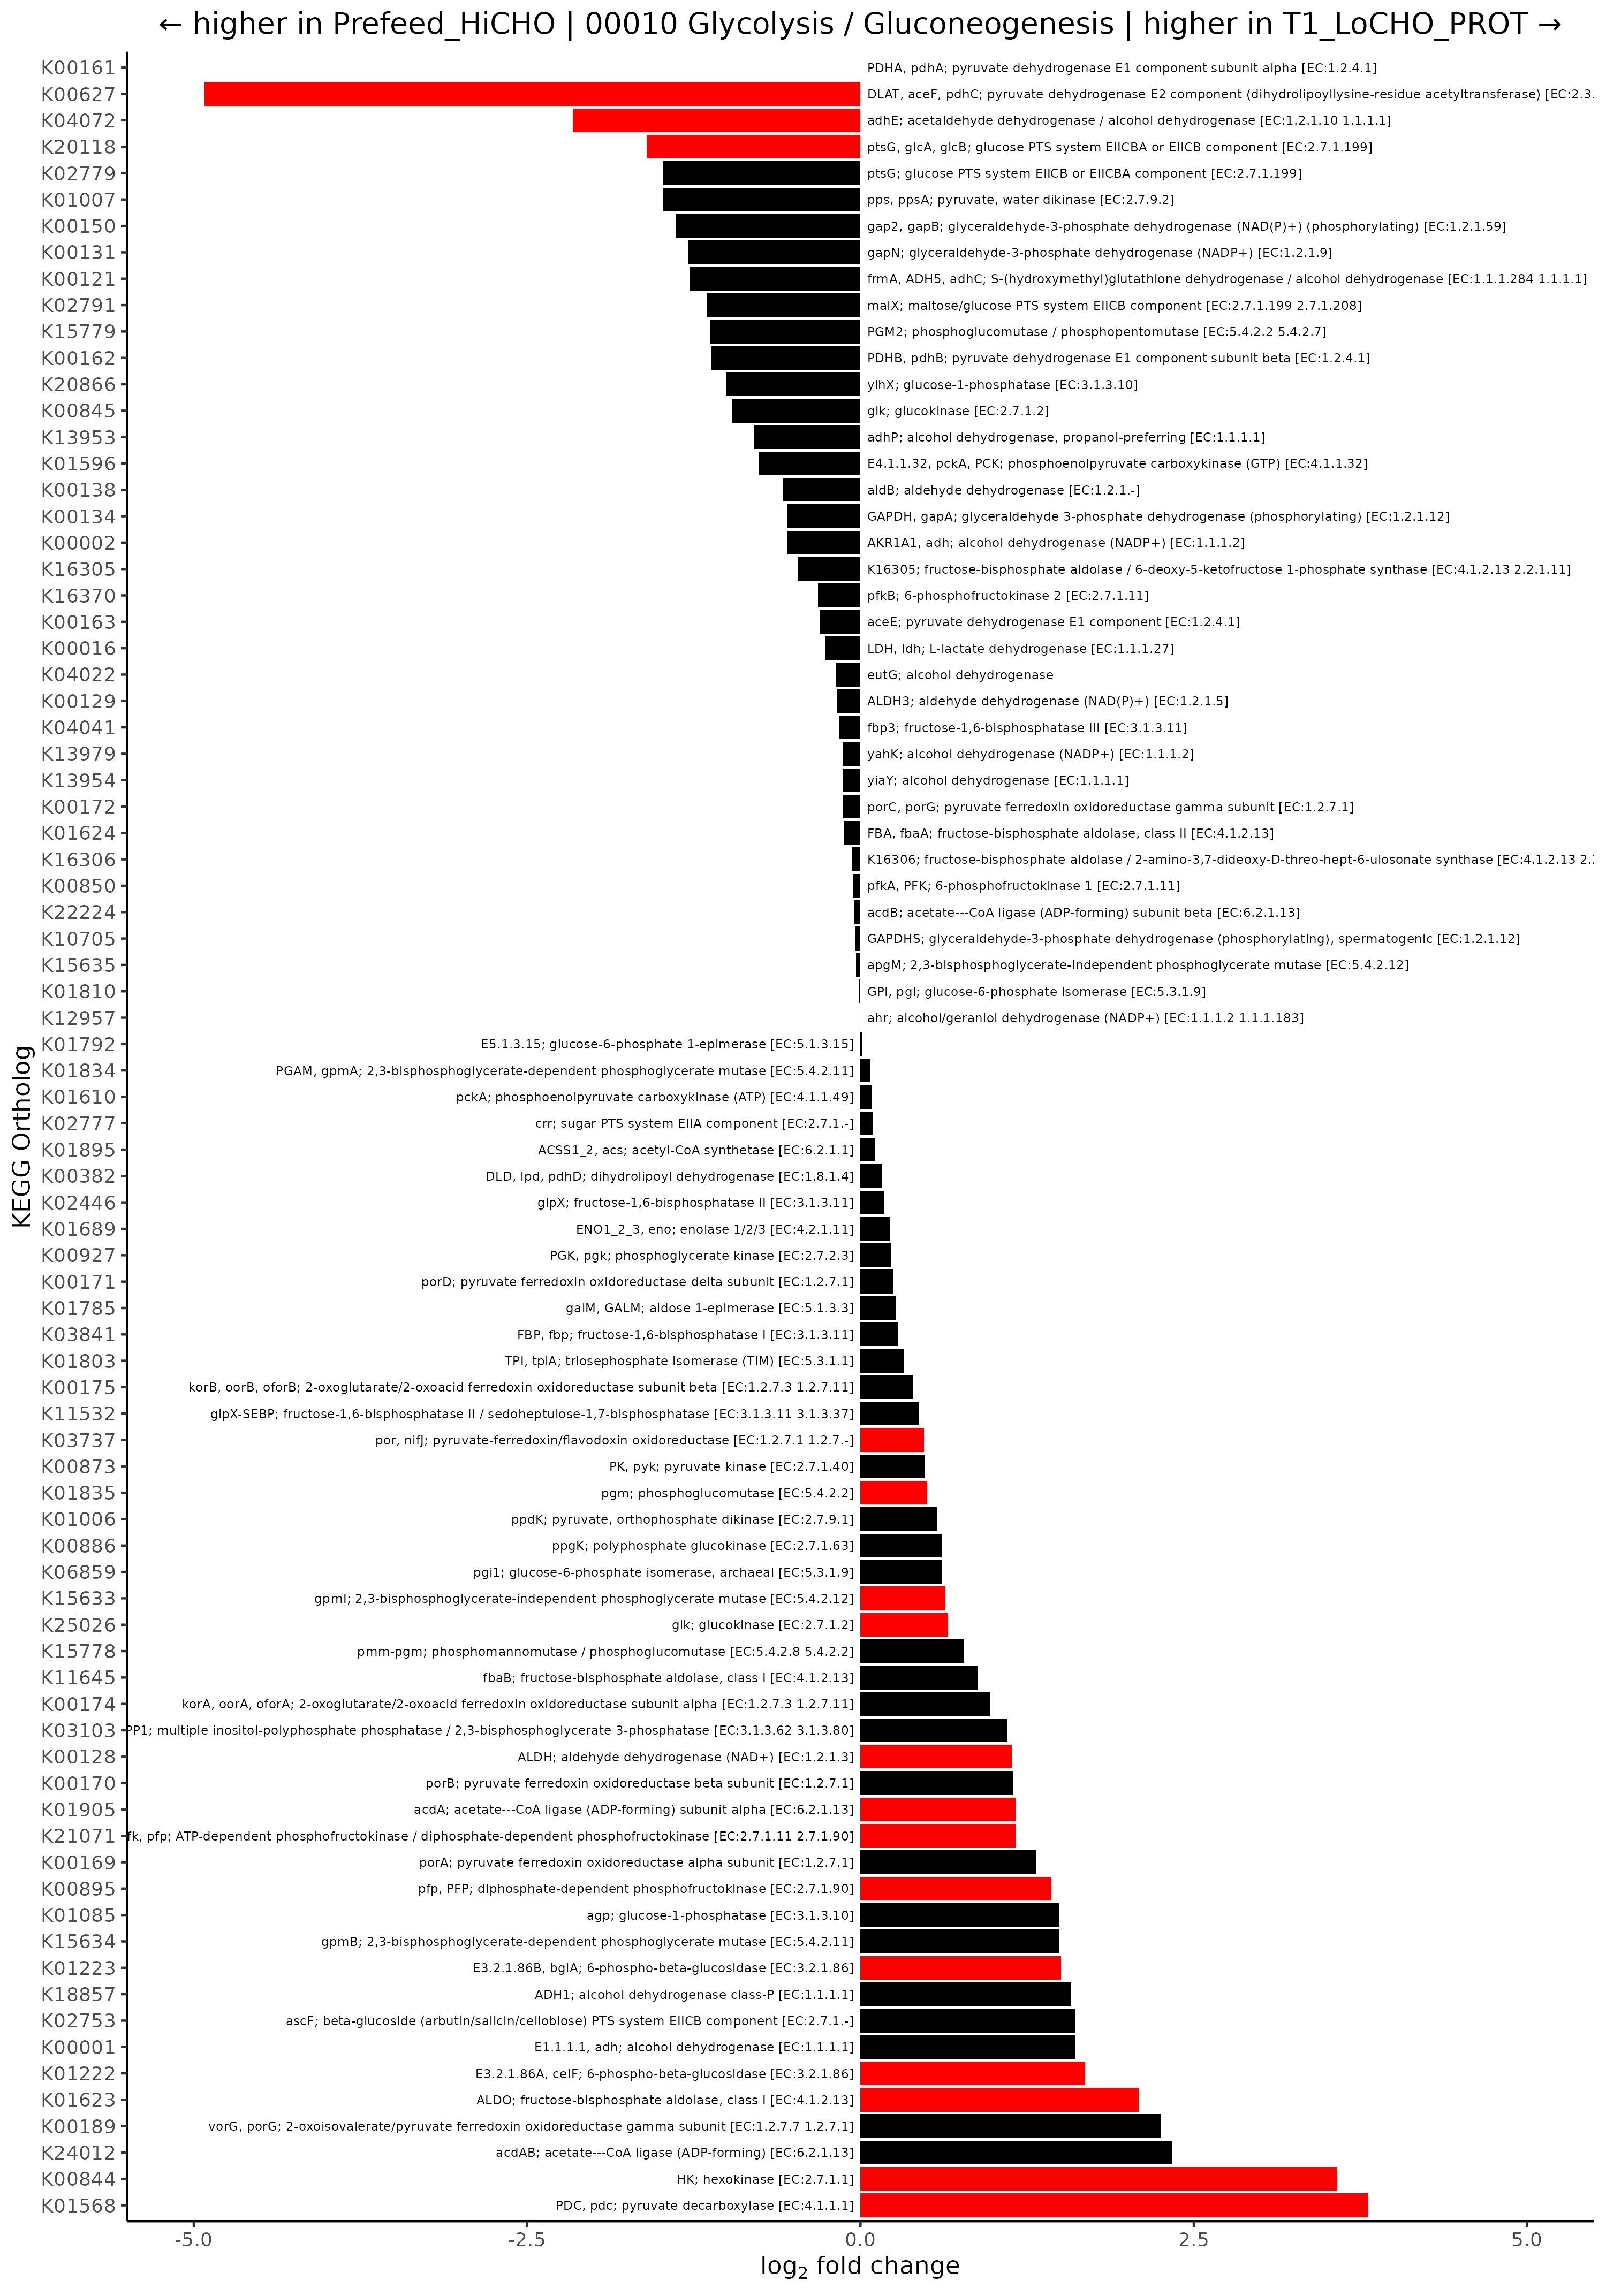 ← higher in Prefeed_HiCHO | 00010 Glycolysis / Gluconeogenesis | higher in T1_LoCHO_PROT →
K00161 PDHA, pdhA; pyruvate dehydrogenase E1 component subunit alpha [EC:1.2.4.1]
K00627 DLAT, aceF, pdhC; pyruvate dehydrogenase E2 component (dihydrolipoyllysine-residue acetyltransferase) [EC:2.3.
K04072 adhE; acetaldehyde dehydrogenase / alcohol dehydrogenase [EC:1.2.1.10 1.1.1.1]
K20118 ptsG, glcA, glcB; glucose PTS system EIICBA or EIICB component [EC:2.7.1.199]
K02779 ptsG; glucose PTS system EIICB or EIICBA component [EC:2.7.1.199]
K01007 pps, ppsA; pyruvate, water dikinase [EC:2.7.9.2]
K00150 gap2, gapB; glyceraldehyde-3-phosphate dehydrogenase (NAD(P)+) (phosphorylating) [EC:1.2.1.59]
K00131 gapN; glyceraldehyde-3-phosphate dehydrogenase (NADP+) [EC:1.2.1.9]
K00121 frmA, ADH5, adhC; S-(hydroxymethyl)glutathione dehydrogenase / alcohol dehydrogenase [EC:1.1.1.284 1.1.1.1]
K02791 malX; maltose/glucose PTS system EIICB component [EC:2.7.1.199 2.7.1.208]
K15779 PGM2; phosphoglucomutase / phosphopentomutase [EC:5.4.2.2 5.4.2.7]
K00162 PDHB, pdhB; pyruvate dehydrogenase E1 component subunit beta [EC:1.2.4.1]
K20866 yihX; glucose-1-phosphatase [EC:3.1.3.10]
K00845 glk; glucokinase [EC:2.7.1.2]
K13953 adhP; alcohol dehydrogenase, propanol-preferring [EC:1.1.1.1]
K01596 E4.1.1.32, pckA, PCK; phosphoenolpyruvate carboxykinase (GTP) [EC:4.1.1.32]
K00138 aldB; aldehyde dehydrogenase [EC:1.2.1.-]
K00134 GAPDH, gapA; glyceraldehyde 3-phosphate dehydrogenase (phosphorylating) [EC:1.2.1.12]
K00002 AKR1A1, adh; alcohol dehydrogenase (NADP+) [EC:1.1.1.2]
K16305 K16305; fructose-bisphosphate aldolase / 6-deoxy-5-ketofructose 1-phosphate synthase [EC:4.1.2.13 2.2.1.11]
K16370 pfkB; 6-phosphofructokinase 2 [EC:2.7.1.11]
K00163 aceE; pyruvate dehydrogenase E1 component [EC:1.2.4.1]
K00016 LDH, ldh; L-lactate dehydrogenase [EC:1.1.1.27]
K04022 eutG; alcohol dehydrogenase
K00129 ALDH3; aldehyde dehydrogenase (NAD(P)+) [EC:1.2.1.5]
K04041 fbp3; fructose-1,6-bisphosphatase III [EC:3.1.3.11]
K13979 yahK; alcohol dehydrogenase (NADP+) [EC:1.1.1.2]
K13954 yiaY; alcohol dehydrogenase [EC:1.1.1.1]
K00172 porC, porG; pyruvate ferredoxin oxidoreductase gamma subunit [EC:1.2.7.1]
K01624 FBA, fbaA; fructose-bisphosphate aldolase, class II [EC:4.1.2.13]
K16306 K16306; fructose-bisphosphate aldolase / 2-amino-3,7-dideoxy-D-threo-hept-6-ulosonate synthase [EC:4.1.2.13 2.
K00850 pfkA, PFK; 6-phosphofructokinase 1 [EC:2.7.1.11]
K22224 acdB; acetate---CoA ligase (ADP-forming) subunit beta [EC:6.2.1.13]
K10705 GAPDHS; glyceraldehyde-3-phosphate dehydrogenase (phosphorylating), spermatogenic [EC:1.2.1.12]
K15635 apgM; 2,3-bisphosphoglycerate-independent phosphoglycerate mutase [EC:5.4.2.12]
K01810 GPI, pgi; glucose-6-phosphate isomerase [EC:5.3.1.9]
K12957 ahr; alcohol/geraniol dehydrogenase (NADP+) [EC:1.1.1.2 1.1.1.183]
K01792 E5.1.3.15; glucose-6-phosphate 1-epimerase [EC:5.1.3.15]
K01834 PGAM, gpmA; 2,3-bisphosphoglycerate-dependent phosphoglycerate mutase [EC:5.4.2.11]
K01610 pckA; phosphoenolpyruvate carboxykinase (ATP) [EC:4.1.1.49]
K02777 crr; sugar PTS system EIIA component [EC:2.7.1.-]
K01895 ACSS1_2, acs; acetyl-CoA synthetase [EC:6.2.1.1]
K00382 DLD, lpd, pdhD; dihydrolipoyl dehydrogenase [EC:1.8.1.4]
K02446 glpX; fructose-1,6-bisphosphatase II [EC:3.1.3.11]
K01689 ENO1_2_3, eno; enolase 1/2/3 [EC:4.2.1.11]
K00927 PGK, pgk; phosphoglycerate kinase [EC:2.7.2.3]
K00171 porD; pyruvate ferredoxin oxidoreductase delta subunit [EC:1.2.7.1]
K01785 galM, GALM; aldose 1-epimerase [EC:5.1.3.3]
K03841 FBP, fbp; fructose-1,6-bisphosphatase I [EC:3.1.3.11]
K01803 TPI, tpiA; triosephosphate isomerase (TIM) [EC:5.3.1.1]
K00175 korB, oorB, oforB; 2-oxoglutarate/2-oxoacid ferredoxin oxidoreductase subunit beta [EC:1.2.7.3 1.2.7.11]
K11532 glpX-SEBP; fructose-1,6-bisphosphatase II / sedoheptulose-1,7-bisphosphatase [EC:3.1.3.11 3.1.3.37]
K03737 por, nifJ; pyruvate-ferredoxin/flavodoxin oxidoreductase [EC:1.2.7.1 1.2.7.-]
K00873 PK, pyk; pyruvate kinase [EC:2.7.1.40]
K01835 pgm; phosphoglucomutase [EC:5.4.2.2]
K01006 ppdK; pyruvate, orthophosphate dikinase [EC:2.7.9.1]
K00886 ppgK; polyphosphate glucokinase [EC:2.7.1.63]
K06859 pgi1; glucose-6-phosphate isomerase, archaeal [EC:5.3.1.9]
K15633 gpmI; 2,3-bisphosphoglycerate-independent phosphoglycerate mutase [EC:5.4.2.12]
K25026 glk; glucokinase [EC:2.7.1.2]
K15778 pmm-pgm; phosphomannomutase / phosphoglucomutase [EC:5.4.2.8 5.4.2.2]
K11645 fbaB; fructose-bisphosphate aldolase, class I [EC:4.1.2.13]
K00174 korA, oorA, oforA; 2-oxoglutarate/2-oxoacid ferredoxin oxidoreductase subunit alpha [EC:1.2.7.3 1.2.7.11]
K03103 PP1; multiple inositol-polyphosphate phosphatase / 2,3-bisphosphoglycerate 3-phosphatase [EC:3.1.3.62 3.1.3.80]
K00128 ALDH; aldehyde dehydrogenase (NAD+) [EC:1.2.1.3]
K00170 porB; pyruvate ferredoxin oxidoreductase beta subunit [EC:1.2.7.1]
K01905 acdA; acetate---CoA ligase (ADP-forming) subunit alpha [EC:6.2.1.13]
K21071 fk, pfp; ATP-dependent phosphofructokinase / diphosphate-dependent phosphofructokinase [EC:2.7.1.11 2.7.1.90]
K00169 porA; pyruvate ferredoxin oxidoreductase alpha subunit [EC:1.2.7.1]
K00895 pfp, PFP; diphosphate-dependent phosphofructokinase [EC:2.7.1.90]
K01085 agp; glucose-1-phosphatase [EC:3.1.3.10]
K15634 gpmB; 2,3-bisphosphoglycerate-dependent phosphoglycerate mutase [EC:5.4.2.11]
K01223 E3.2.1.86B, bglA; 6-phospho-beta-glucosidase [EC:3.2.1.86]
K18857 ADH1; alcohol dehydrogenase class-P [EC:1.1.1.1]
K02753 ascF; beta-glucoside (arbutin/salicin/cellobiose) PTS system EIICB component [EC:2.7.1.-]
K00001 E1.1.1.1, adh; alcohol dehydrogenase [EC:1.1.1.1]
K01222 E3.2.1.86A, celF; 6-phospho-beta-glucosidase [EC:3.2.1.86]
K01623 ALDO; fructose-bisphosphate aldolase, class I [EC:4.1.2.13]
K00189 vorG, porG; 2-oxoisovalerate/pyruvate ferredoxin oxidoreductase gamma subunit [EC:1.2.7.7 1.2.7.1]
K24012 acdAB; acetate---CoA ligase (ADP-forming) [EC:6.2.1.13]
K00844 HK; hexokinase [EC:2.7.1.1]
K01568 PDC, pdc; pyruvate decarboxylase [EC:4.1.1.1]
KEGG Ortholog
-5.0 -2.5 0.0 2.5 5.0
log2 fold change